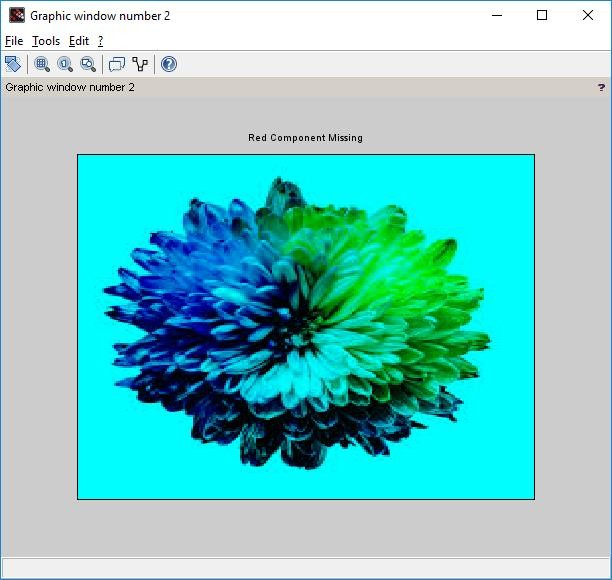 Graphic window number 2
File Tools Edit ?
Graphic window number 2 ?
Red Component Missing